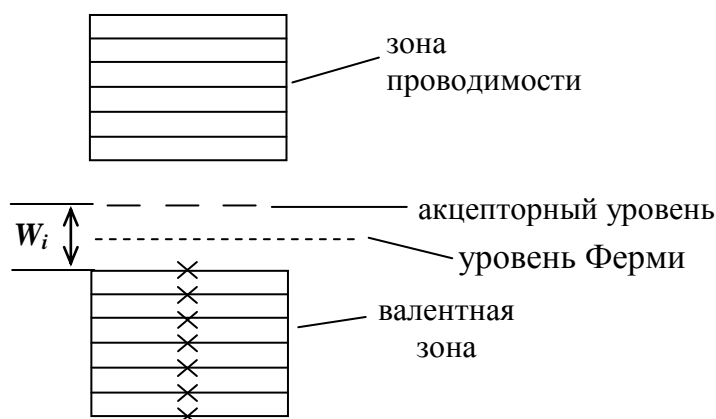 зона
проводимости
акцепторный уровень
W_i
уровень Ферми
валентная
зона